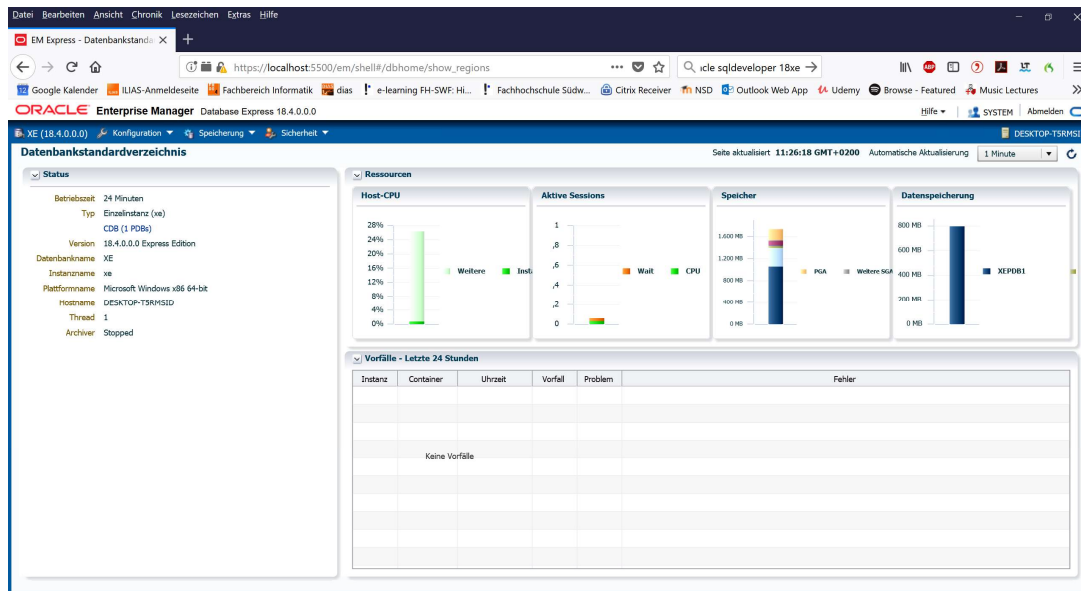 Datei Bearbeiten Ansicht Chronik Lesezeichen Extras Hilfe
EM Express - Datenbankstanda
https://localhost:5500/em/shell#/dbhome/show_regions
icle sqldeveloper 18xe
Google Kalender ILIAS-Anmeldeseite Fachbereich Informatik dias e-learning FH-SWF: Hi... Fachhochschule Südw... Citrix Receiver NSD Outlook Web App Udemy Browse - Featured Music Lectures
ORACLE Enterprise Manager Database Express 18.4.0.0.0
Hilfe SYSTEM Abmelden
XE (18.4.0.0.0) Konfiguration Speicherung Sicherheit
DESKTOP-T5RMSI
Datenbankstandardverzeichnis
Seite aktualisiert 11:26:18 GMT+0200 Automatische Aktualisierung 1 Minute
Status
Betriebszeit 24 Minuten
Typ Einzelinstanz (xe)
CDB (1 PDBs)
Version 18.4.0.0.0 Express Edition
Datenbankname XE
Instanzname xe
Plattformname Microsoft Windows x86 64-bit
Hostname DESKTOP-T5RMSID
Thread 1
Archiver Stopped
Ressourcen
Host-CPU
28%
24%
20%
16%
12%
8%
4%
0%
Weitere Inst
Aktive Sessions
1
,8
,6
,4
,2
0
Wait CPU
Speicher
1.600 MB
1.200 MB
800 MB
400 MB
0 MB
PGA Weitere SGA
Datenspeicherung
800 MB
600 MB
400 MB
200 MB
0 MB
XEPDB1
Vorfälle - Letzte 24 Stunden
Instanz Container Uhrzeit Vorfall Problem Fehler
Keine Vorfälle